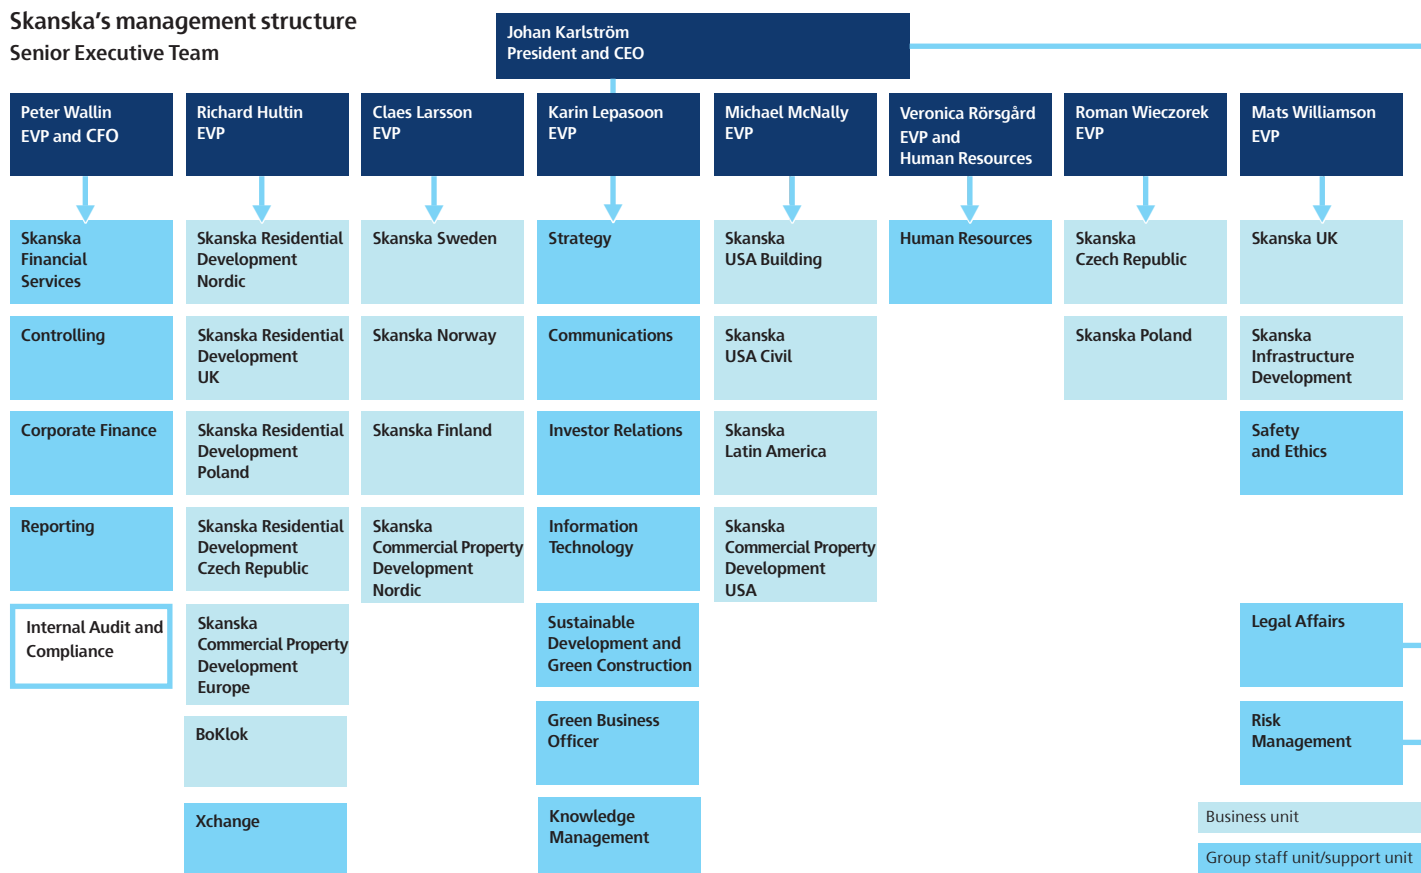 Skanska's management structure
Senior Executive Team
Johan Karlström
President and CEO
Peter Wallin
EVP and CFO
Richard Hultin
EVP
Claes Larsson
EVP
Karin Lepasoon
EVP
Michael McNally
EVP
Veronica Rörsgård
EVP and
Human Resources
Roman Wieczorek
EVP
Mats Williamson
EVP
Skanska
Financial
Services
Controlling
Corporate Finance
Reporting
Internal Audit and
Compliance
Skanska Residential
Development
Nordic
Skanska Residential
Development
UK
Skanska Residential
Development
Poland
Skanska Residential
Development
Czech Republic
Skanska
Commercial Property
Development
Europe
BoKlok
Xchange
Skanska Sweden
Skanska Norway
Skanska Finland
Skanska
Commercial Property
Development
Nordic
Strategy
Communications
Investor Relations
Information
Technology
Sustainable
Development and
Green Construction
Green Business
Officer
Knowledge
Management
Skanska
USA Building
Skanska
USA Civil
Skanska
Latin America
Skanska
Commercial Property
Development
USA
Human Resources
Skanska
Czech Republic
Skanska Poland
Skanska UK
Skanska
Infrastructure
Development
Safety
and Ethics
Legal Affairs
Risk
Management
Business unit
Group staff unit/support unit